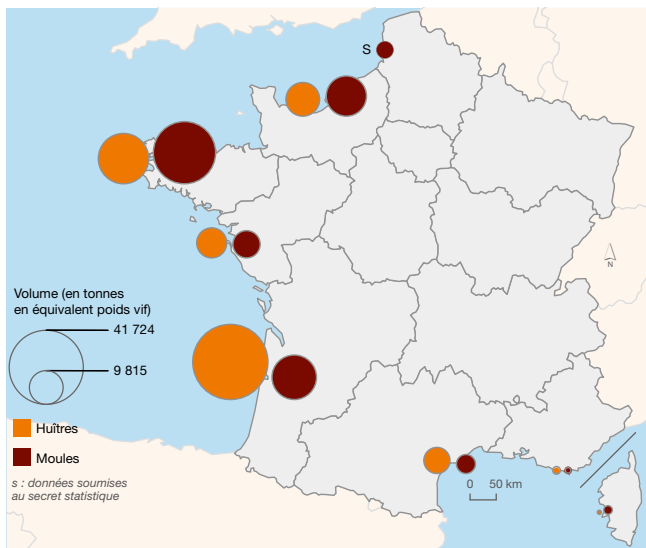 S
N
Volume (en tonnes
en équivalent poids vif)
41 724
9 815
Huîtres
Moules
s : données soumises
au secret statistique
0 50 km